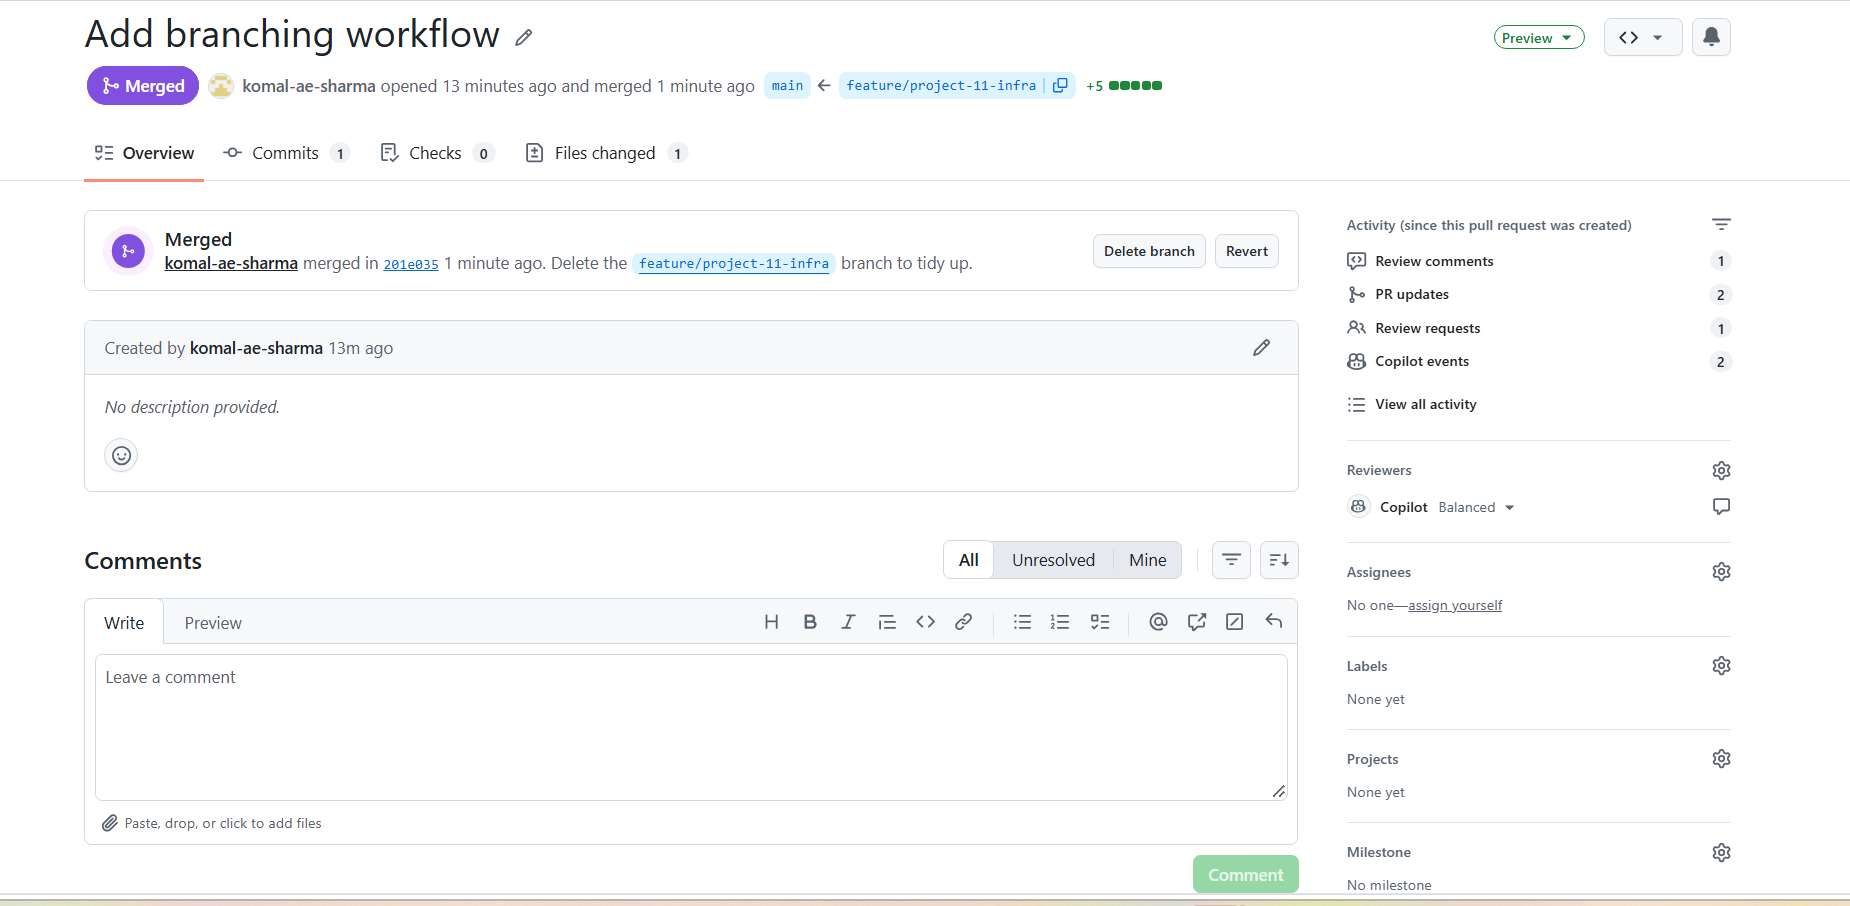 Add branching workflow
Preview
Merged komal-ae-sharma opened 13 minutes ago and merged 1 minute ago main ← feature/project-11-infra +5
Overview Commits 1 Checks 0 Files changed 1
Merged
komal-ae-sharma merged in 201e035 1 minute ago. Delete the feature/project-11-infra branch to tidy up.
Delete branch Revert
Created by komal-ae-sharma 13m ago
No description provided.
Comments
All Unresolved Mine
Write Preview
Leave a comment
Paste, drop, or click to add files
Comment
Activity (since this pull request was created)
Review comments 1
PR updates 2
Review requests 1
Copilot events 2
View all activity
Reviewers
Copilot Balanced
Assignees
No one—assign yourself
Labels
None yet
Projects
None yet
Milestone
No milestone